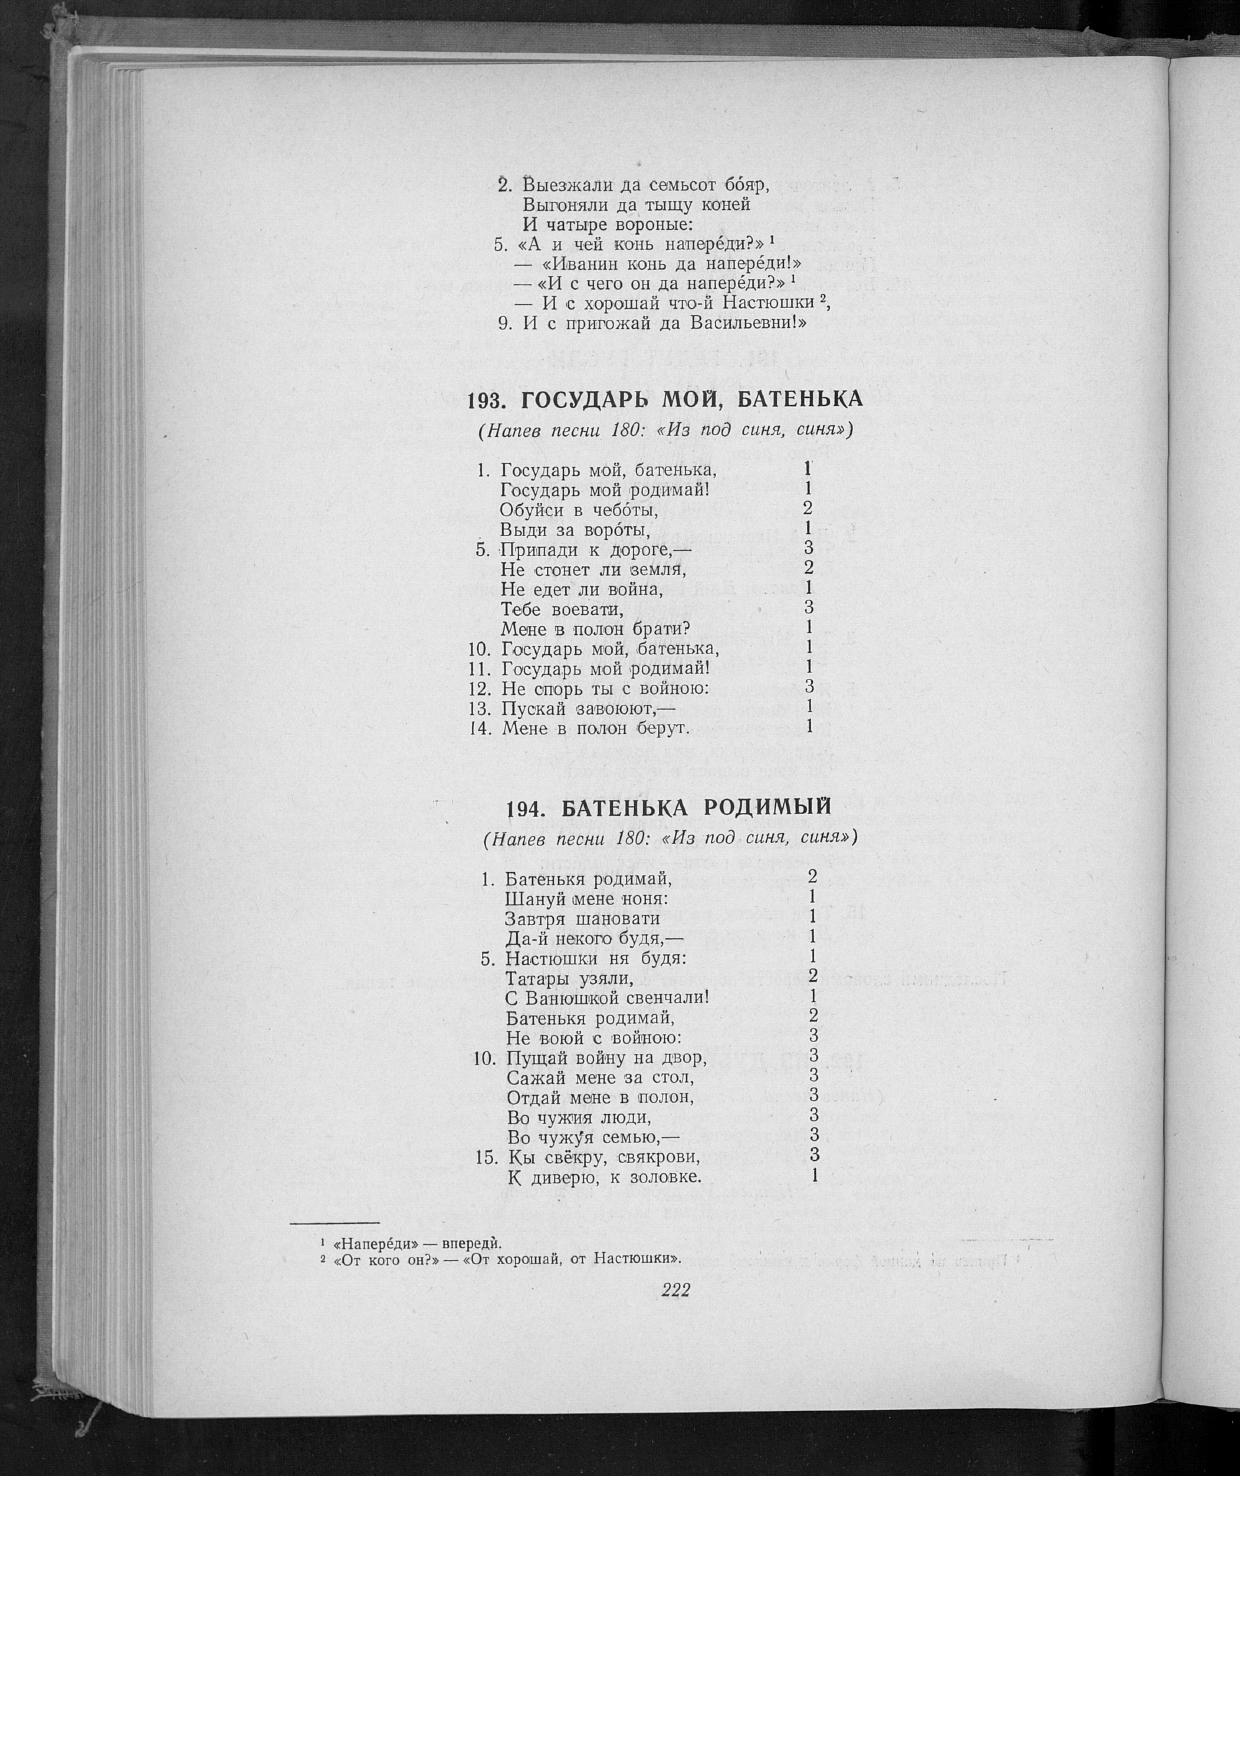 2. Выезжали да семьсот бо́яр,
Выгоняли да тыщу коней
И чатыре вороные:
5. «А и чей конь напере́ди?» ¹
— «Иванин конь да напере́ди!»
— «И с чего он да напере́ди?» ¹
— И с хорошай что-й Настюшки ²,
9. И с пригожай да Васильевни!»
193. ГОСУДАРЬ МОЙ, БАТЕНЬКА
(Напев песни 180: «Из под синя, синя»)
1. Государь мой, батенька, 1
Государь мой родимай! 1
Обуйси в чебо́ты, 2
Выди за воро́ты, 1
5. Припади к дороге,— 3
Не стонет ли земля, 2
Не едет ли война, 1
Тебе воевати, 3
Мене в полон брати? 1
10. Государь мой, батенька, 1
11. Государь мой родимай! 1
12. Не спорь ты с войною: 3
13. Пускай завоюют,— 1
14. Мене в полон берут. 1
194. БАТЕНЬКА РОДИМЫЙ
(Напев песни 180: «Из под синя, синя»)
1. Батенькя родимай, 2
Шануй мене ноня: 1
Завтря шановати 1
Да-й некого будя,— 1
5. Настюшки ня будя: 1
Татары узяли, 2
С Ванюшкой свенчали! 1
Батенькя родимай, 2
Не воюй с войною: 3
10. Пущай войну на двор, 3
Сажай мене за стол, 3
Отдай мене в полон, 3
Во чужия люди, 3
Во чужу́я семью,— 3
15. Кы свёкру, свякрови, 3
К диверю, к золовке. 1
¹ «Напере́ди» — впереди́.
² «От кого он?» — «От хорошай, от Настюшки».
222